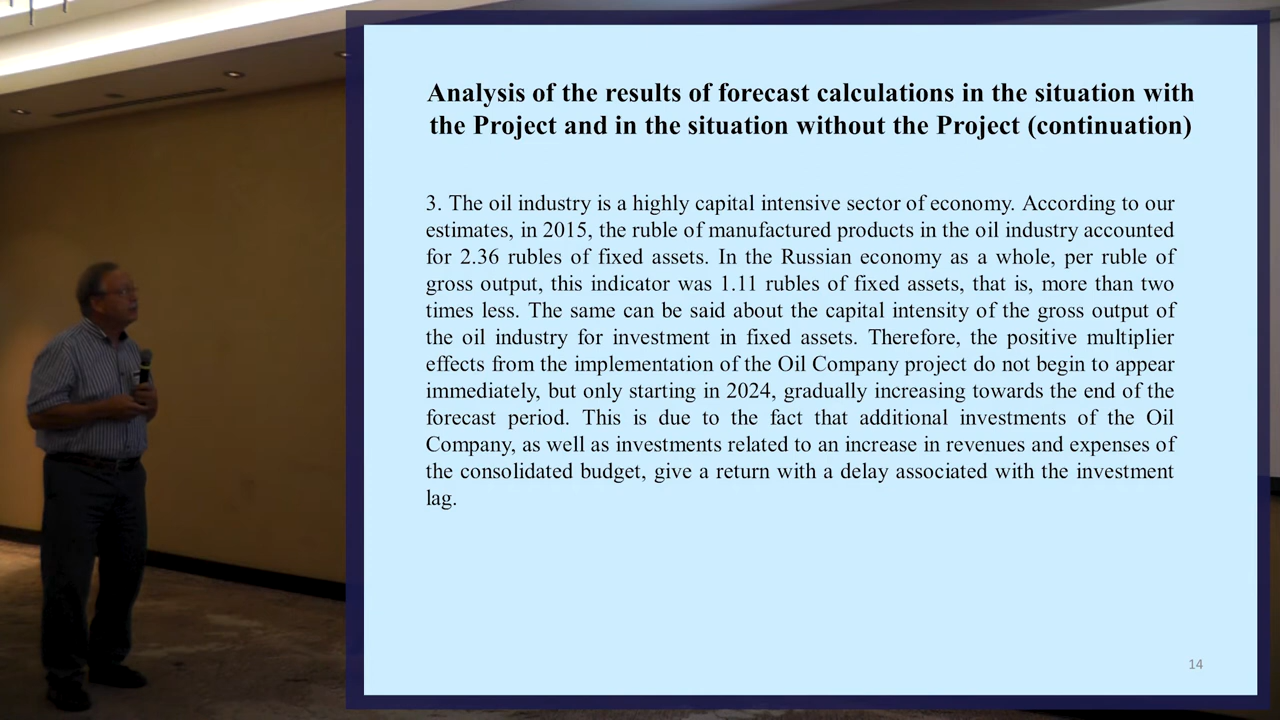 Analysis of the results of forecast calculations in the situation with
the Project and in the situation without the Project (continuation)
3. The oil industry is a highly capital intensive sector of economy. According to our
estimates, in 2015, the ruble of manufactured products in the oil industry accounted
for 2.36 rubles of fixed assets. In the Russian economy as a whole, per ruble of
gross output, this indicator was 1.11 rubles of fixed assets, that is, more than two
times less. The same can be said about the capital intensity of the gross output of
the oil industry for investment in fixed assets. Therefore, the positive multiplier
effects from the implementation of the Oil Company project do not begin to appear
immediately, but only starting in 2024, gradually increasing towards the end of the
forecast period. This is due to the fact that additional investments of the Oil
Company, as well as investments related to an increase in revenues and expenses of
the consolidated budget, give a return with a delay associated with the investment
lag.
14